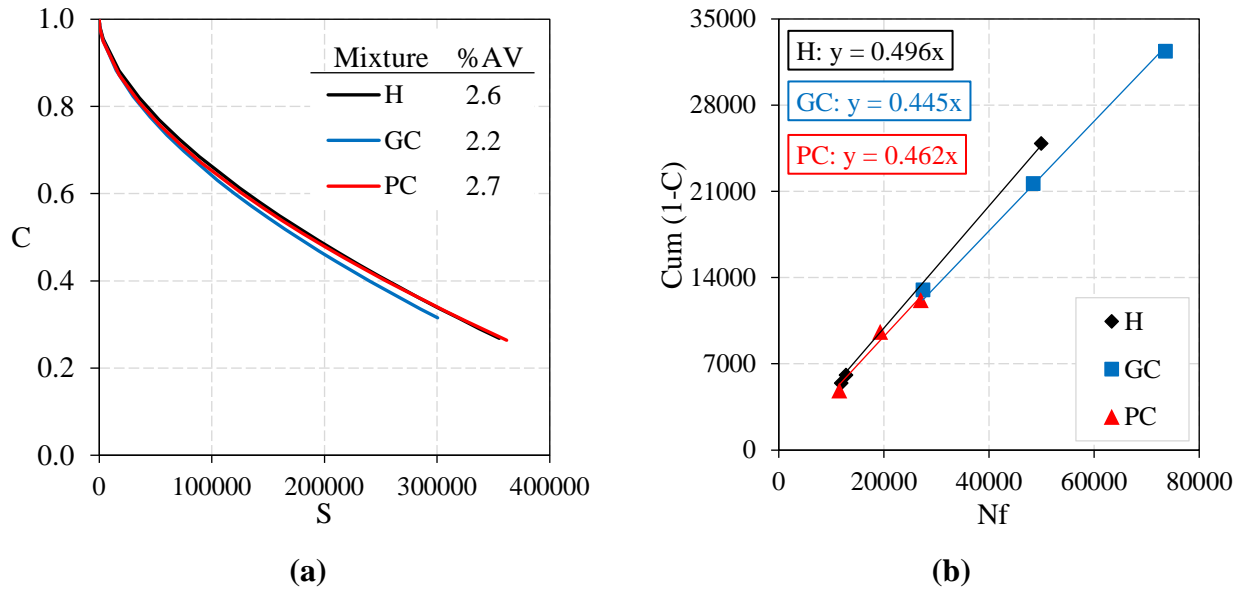 1.0
0.8
0.6
0.4
0.2
0.0
C
Mixture %AV
H 2.6
GC 2.2
PC 2.7
0 100000 200000 300000 400000
S
(a)
35000
28000
21000
14000
7000
0
Cum (1-C)
H: y = 0.496x
GC: y = 0.445x
PC: y = 0.462x
H
GC
PC
0 20000 40000 60000 80000
Nf
(b)